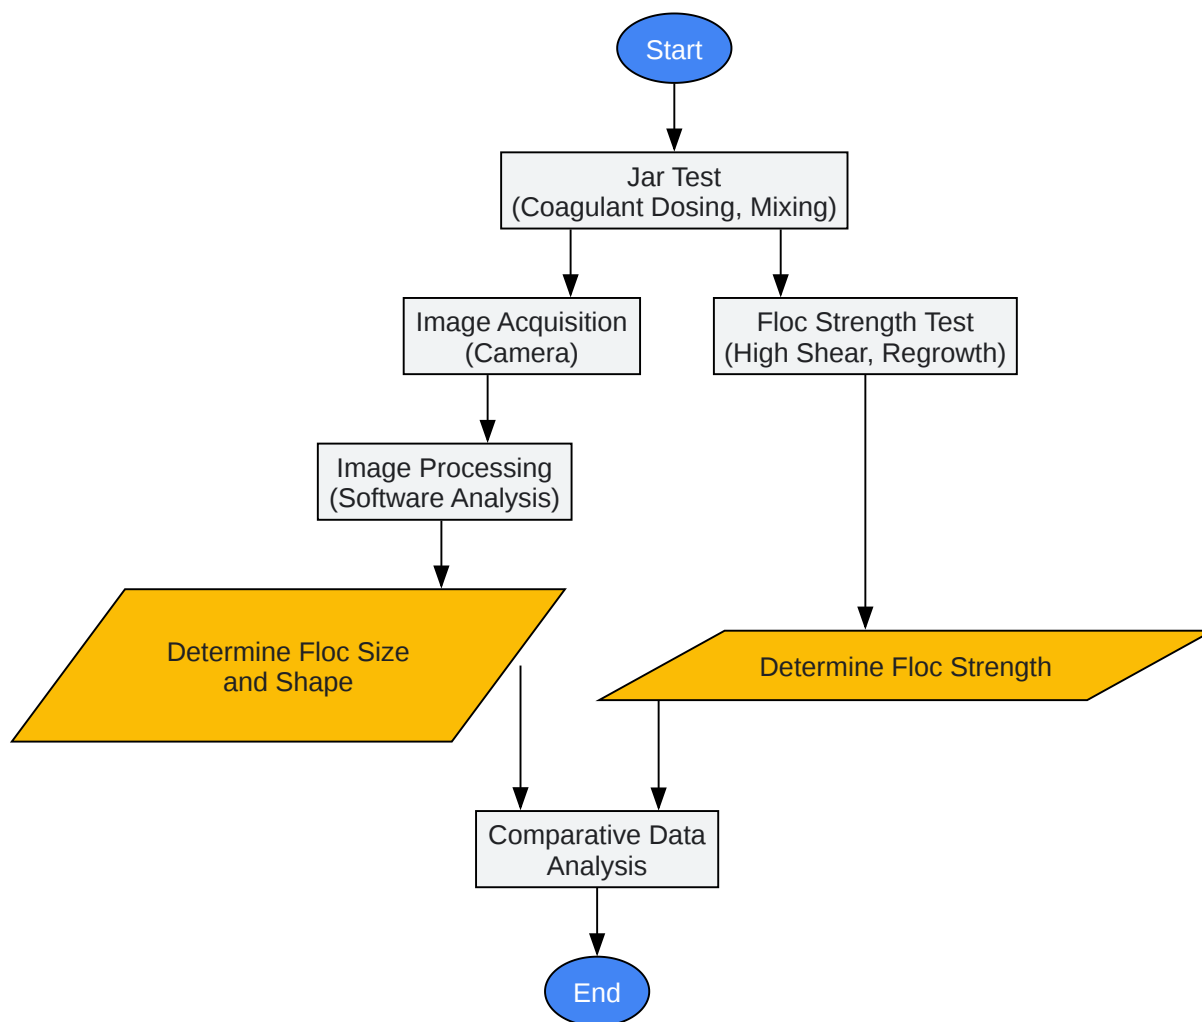 Start
Jar Test
(Coagulant Dosing, Mixing)
Image Acquisition
(Camera)
Floc Strength Test
(High Shear, Regrowth)
Image Processing
(Software Analysis)
Determine Floc Size
and Shape
Determine Floc Strength
Comparative Data
Analysis
End